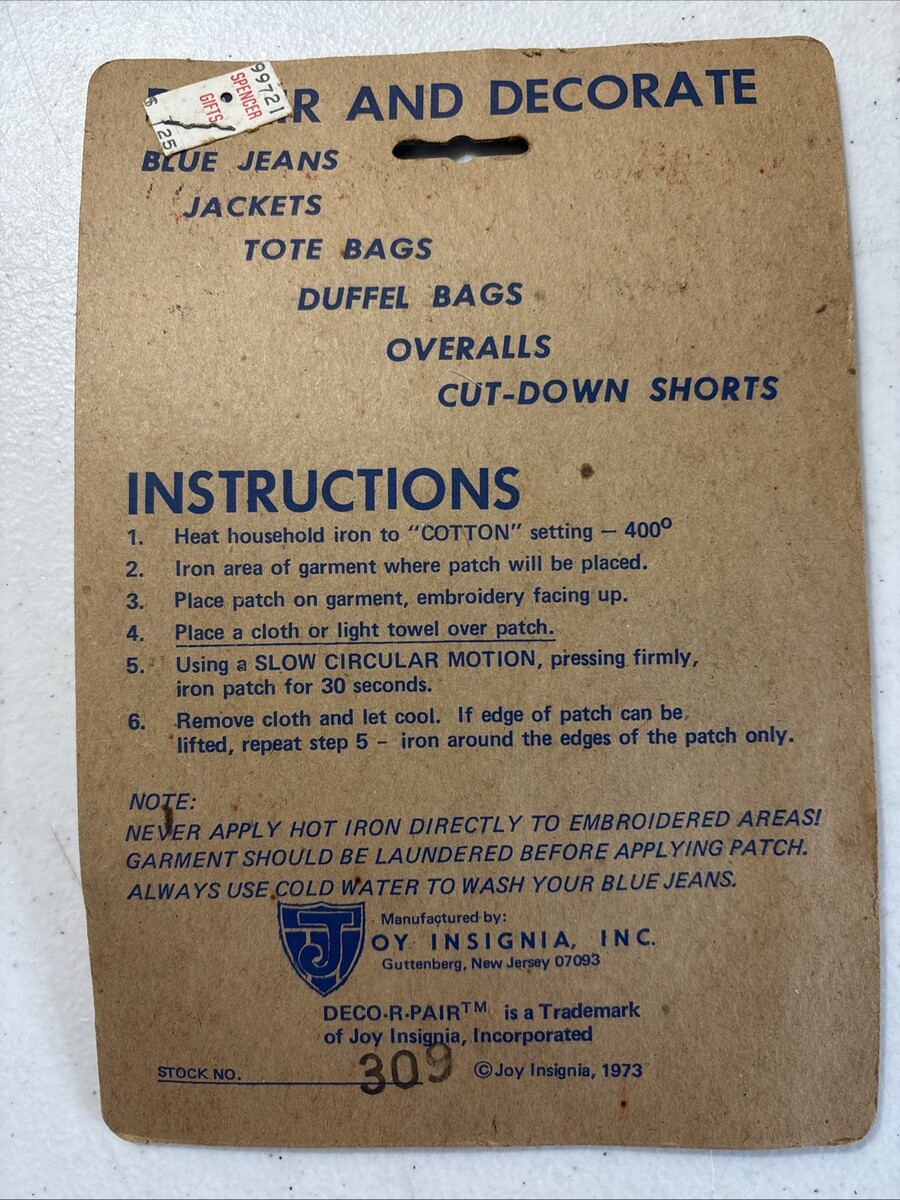 99721
SPENCER
GIFTS
$ 125
R AND DECORATE
BLUE JEANS
JACKETS
TOTE BAGS
DUFFEL BAGS
OVERALLS
CUT-DOWN SHORTS
INSTRUCTIONS
1. Heat household iron to "COTTON" setting — 400º
2. Iron area of garment where patch will be placed.
3. Place patch on garment, embroidery facing up.
4. Place a cloth or light towel over patch.
5. Using a SLOW CIRCULAR MOTION, pressing firmly,
iron patch for 30 seconds.
6. Remove cloth and let cool. If edge of patch can be
lifted, repeat step 5 – iron around the edges of the patch only.
NOTE:
NEVER APPLY HOT IRON DIRECTLY TO EMBROIDERED AREAS!
GARMENT SHOULD BE LAUNDERED BEFORE APPLYING PATCH.
ALWAYS USE COLD WATER TO WASH YOUR BLUE JEANS.
Manufactured by:
JOY INSIGNIA, INC.
Guttenberg, New Jersey 07093
DECO·R·PAIR™ is a Trademark
of Joy Insignia, Incorporated
STOCK NO. 309 ©Joy Insignia, 1973